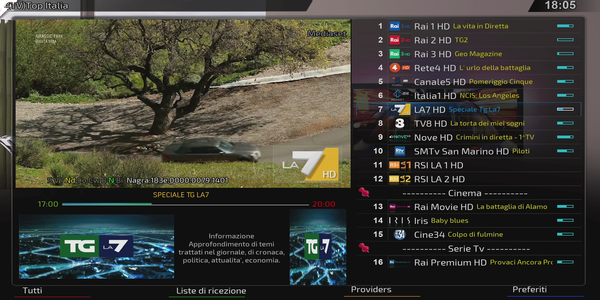 (TV)Top Italia
18:05
Mediaset
LA7 HD
Nagra:183e:0000:0079:1401
SPECIALE TG LA7
17:00
20:00
TG LA7
Informazione
Approfondimento di temi
trattati nel giornale, di cronaca,
politica, attualita', economia.
TG LA7
1 Rai 1 HD La vita in Diretta
2 Rai 2 HD TG2
3 Rai 3 HD Geo Magazine
4 Rete4 HD L' urlo della battaglia
5 Canale5 HD Pomeriggio Cinque
6 Italia1 HD NCIS: Los Angeles
7 LA7 HD Speciale Tg La7
8 TV8 HD La torta dei miei sogni
9 Nove HD Crimini in diretta - 1^TV
10 SMTv San Marino HD Piloti
11 RSI LA 1 HD
12 RSI LA 2 HD
---------- Cinema ----------
13 Rai Movie HD La battaglia di Alamo
14 Iris Baby blues
15 Cine34 Colpo di fulmine
---------- Serie Tv ----------
16 Rai Premium HD Provaci Ancora Pr
Tutti
Liste di ricezione
Providers
Preferiti